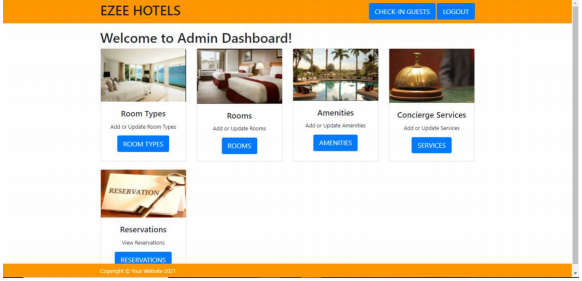 EZEE HOTELS
CHECK-IN GUESTS LOGOUT
Welcome to Admin Dashboard!
Room Types
Add or Update Room Types
ROOM TYPES
Rooms
Add or Update Rooms
ROOMS
Amenities
Add or Update Amenities
AMENITIES
Concierge Services
Add or Update Services
SERVICES
RESERVATION
Reservations
View Reservations
RESERVATIONS
Copyright © Your Website 2021